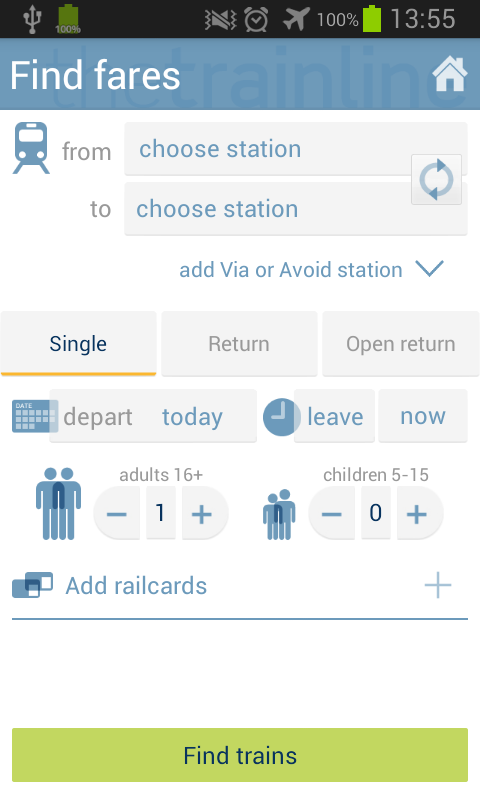 100% 100% 13:55
thetrainline
Find fares
from choose station
to choose station
add Via or Avoid station
Single Return Open return
DATE
depart today leave now
adults 16+ children 5-15
− 1 + − 0 +
Add railcards +
Find trains